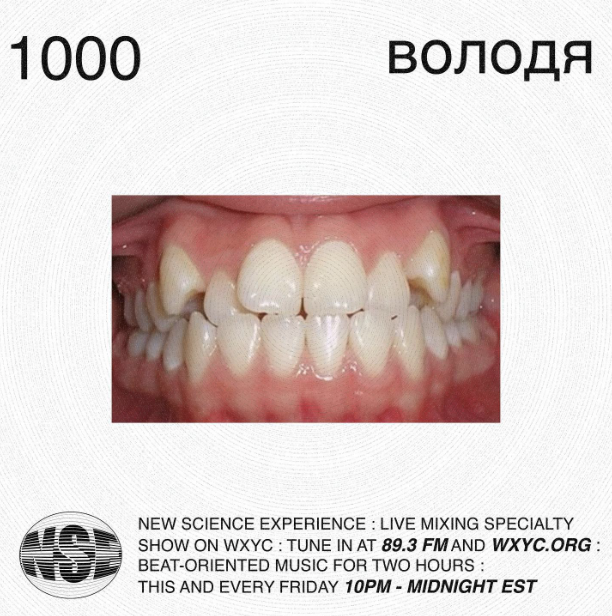 1000 володя
NSE
NEW SCIENCE EXPERIENCE : LIVE MIXING SPECIALTY
SHOW ON WXYC : TUNE IN AT 89.3 FM AND WXYC.ORG :
BEAT-ORIENTED MUSIC FOR TWO HOURS :
THIS AND EVERY FRIDAY 10PM - MIDNIGHT EST